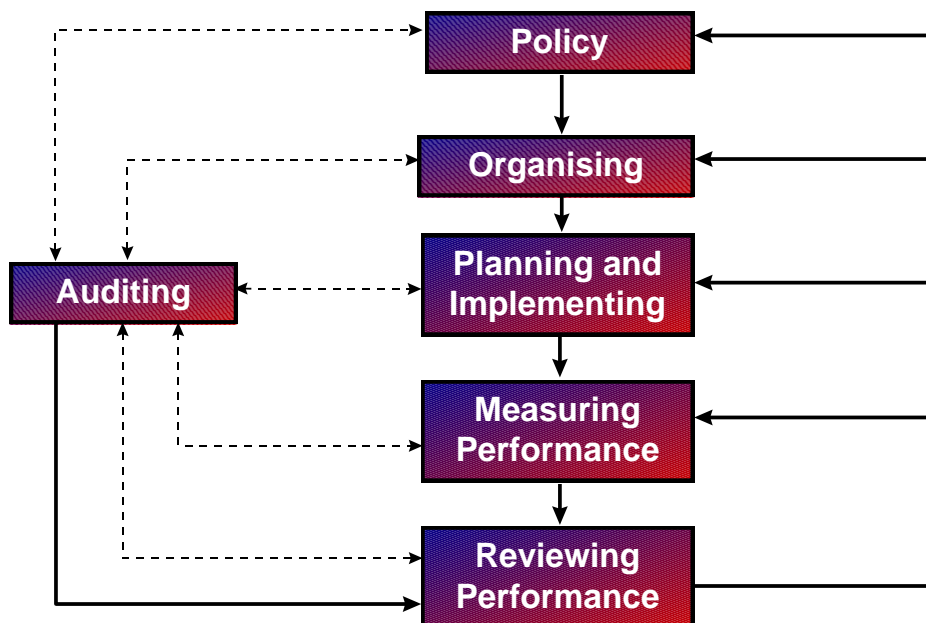 Policy
Organising
Planning and
Implementing
Auditing
Measuring
Performance
Reviewing
Performance